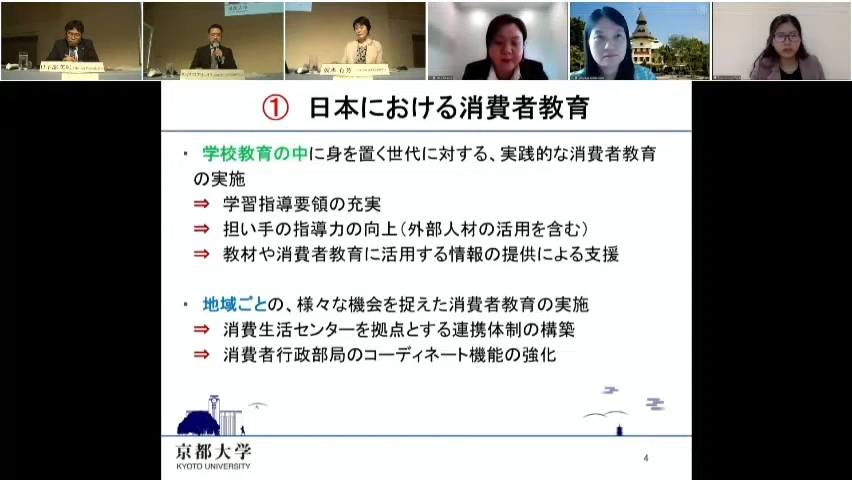 ① 日本における消費者教育
・ 学校教育の中に身を置く世代に対する、実践的な消費者教育
の実施
⇒ 学習指導要領の充実
⇒ 担い手の指導力の向上(外部人材の活用を含む)
⇒ 教材や消費者教育に活用する情報の提供による支援
・ 地域ごとの、様々な機会を捉えた消費者教育の実施
⇒ 消費生活センターを拠点とする連携体制の構築
⇒ 消費者行政部局のコーディネート機能の強化
京都大学
KYOTO UNIVERSITY
4